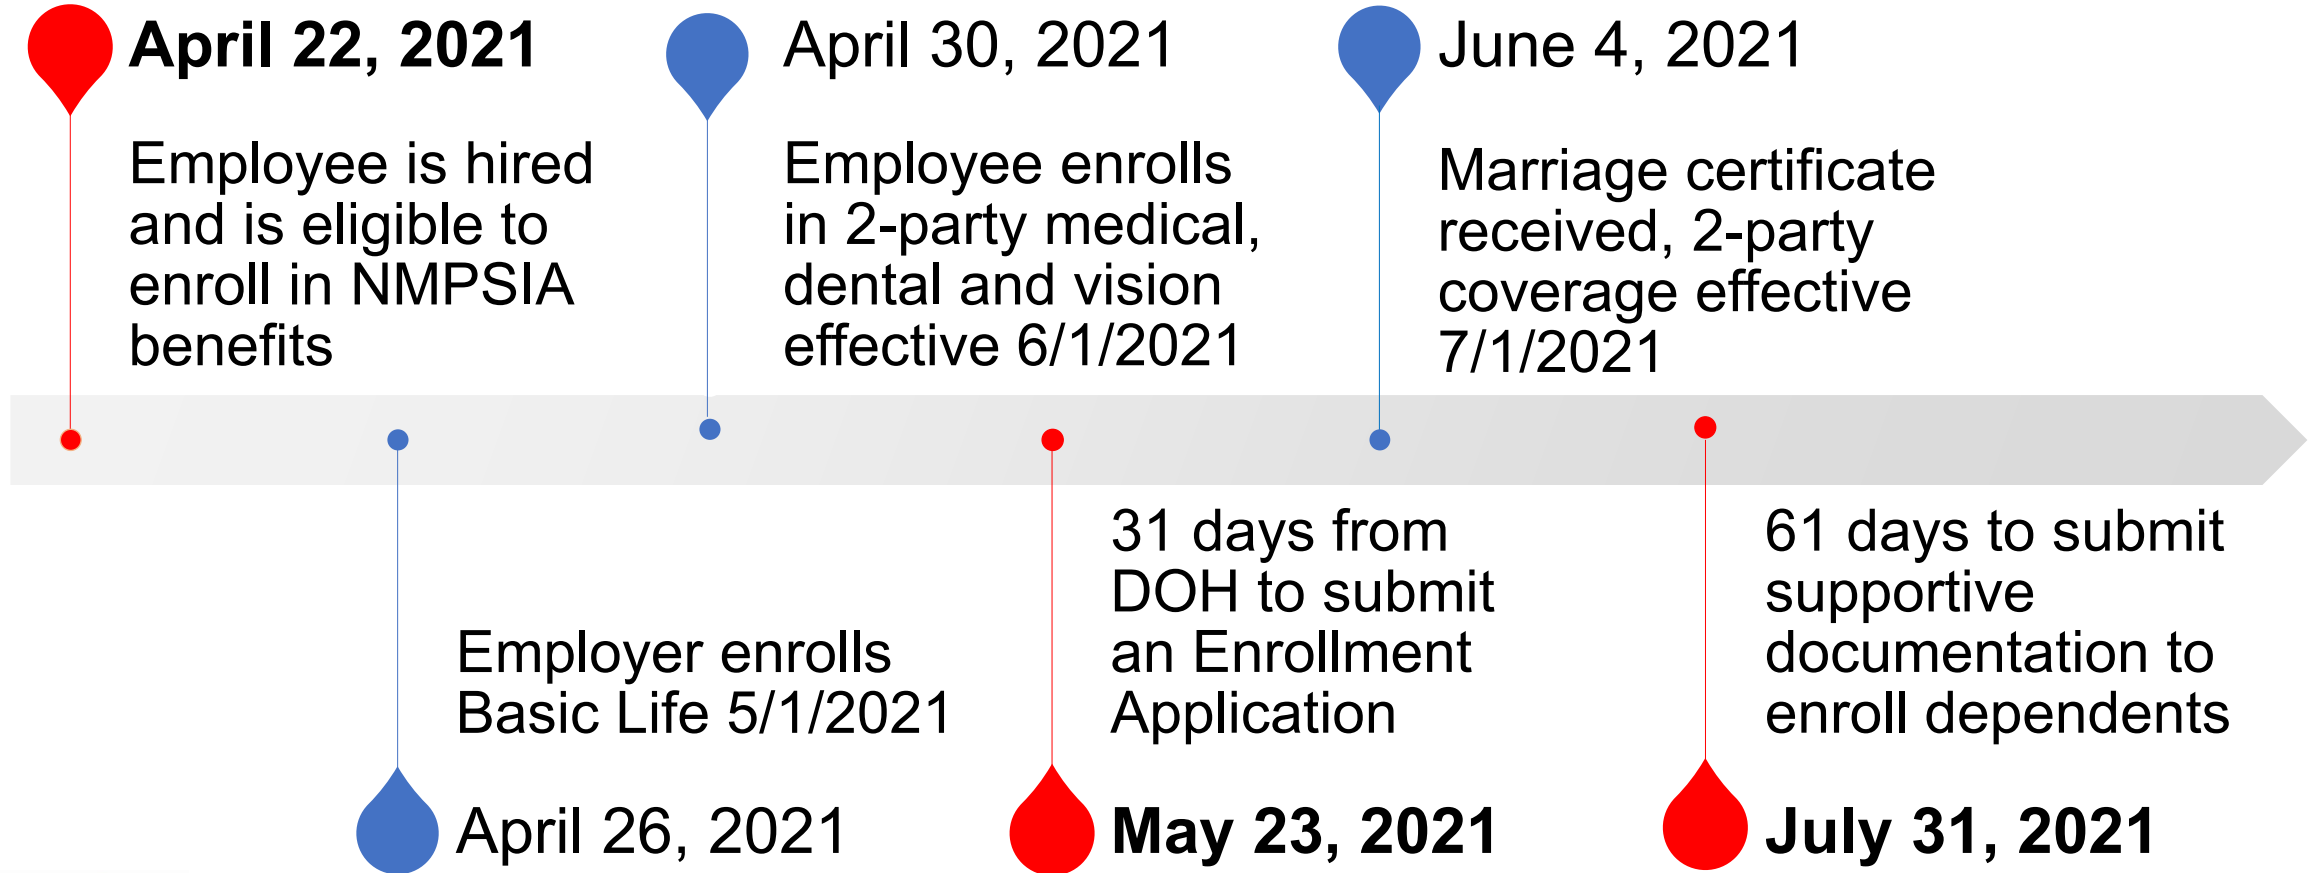 April 22, 2021
Employee is hired
and is eligible to
enroll in NMPSIA
benefits
Employer enrolls
Basic Life 5/1/2021
April 26, 2021
April 30, 2021
Employee enrolls
in 2-party medical,
dental and vision
effective 6/1/2021
31 days from
DOH to submit
an Enrollment
Application
May 23, 2021
June 4, 2021
Marriage certificate
received, 2-party
coverage effective
7/1/2021
61 days to submit
supportive
documentation to
enroll dependents
July 31, 2021